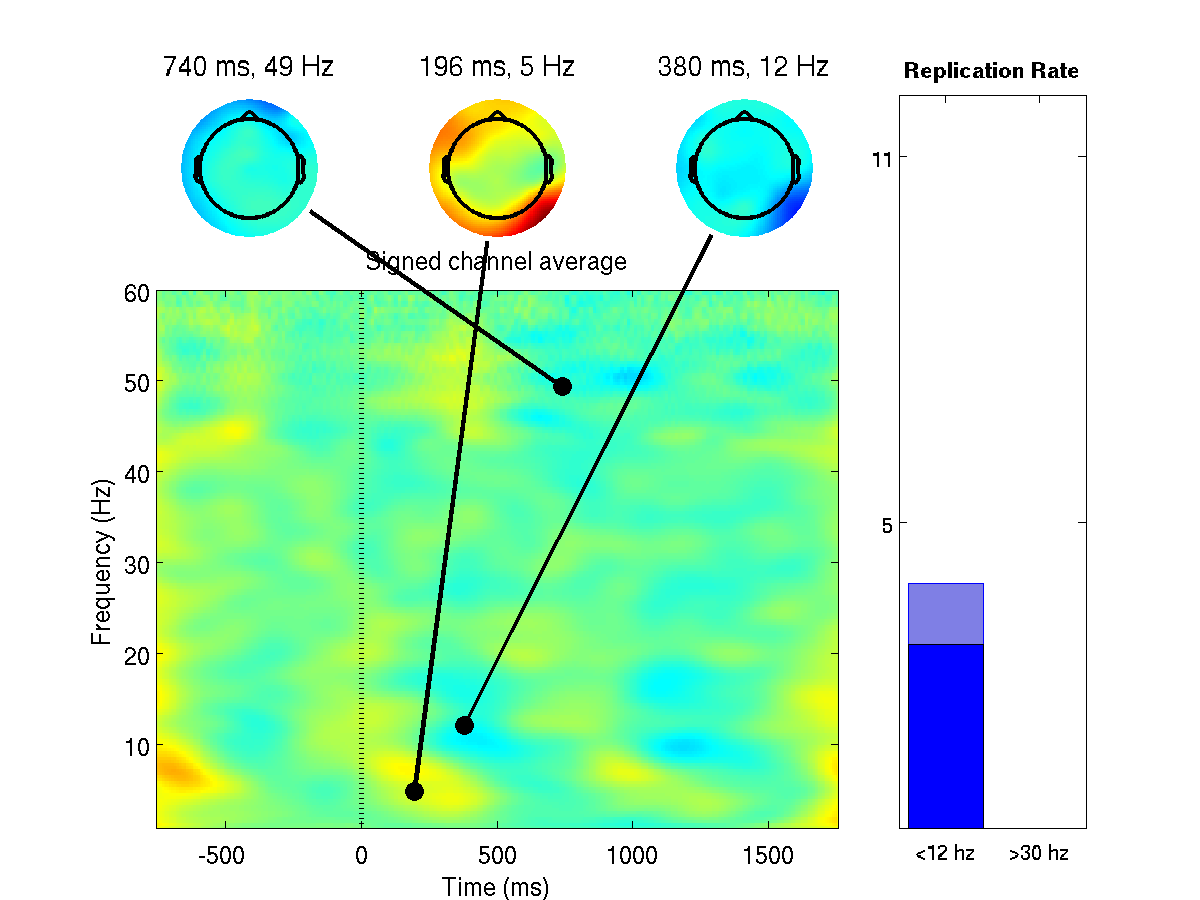 740 ms, 49 Hz
196 ms, 5 Hz
380 ms, 12 Hz
Replication Rate
Signed channel average
60
50
40
30
20
10
Frequency (Hz)
-500
0
500
1000
1500
Time (ms)
11
5
<12 hz
>30 hz